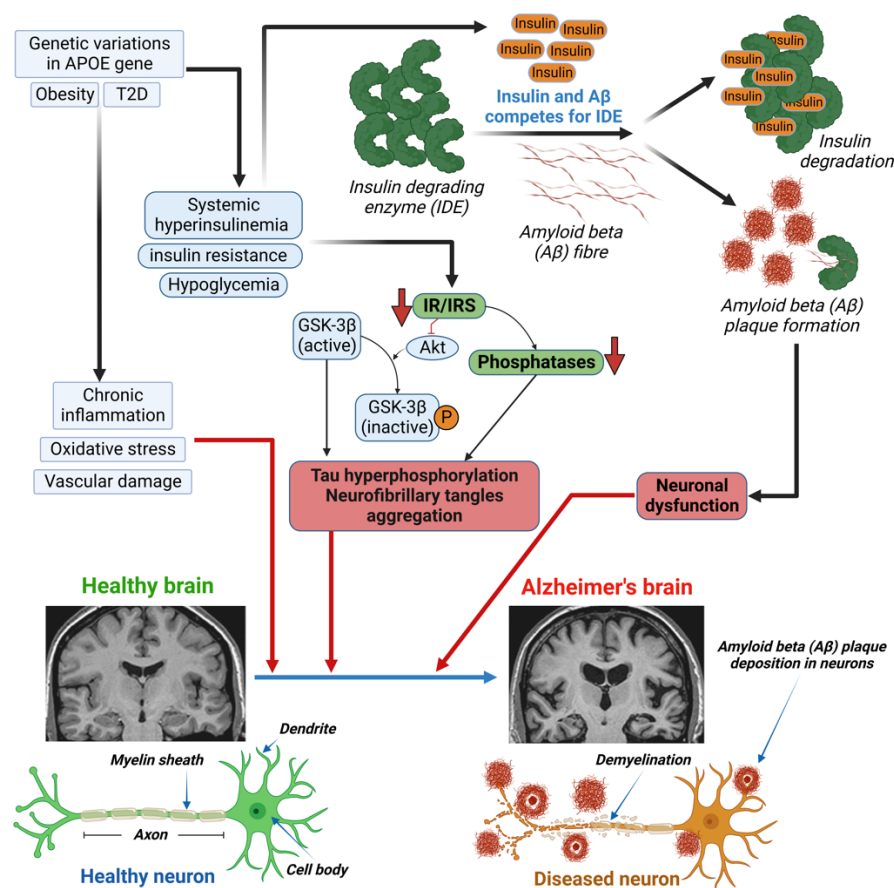 Genetic variations
in APOE gene
Obesity
T2D
Systemic
hyperinsulinemia
insulin resistance
Hypoglycemia
Chronic
inflammation
Oxidative stress
Vascular damage
Insulin
Insulin
Insulin
Insulin
Insulin
Insulin and Aβ
competes for IDE
Insulin degrading
enzyme (IDE)
Amyloid beta
(Aβ) fibre
Insulin
Insulin
Insulin
Insulin
Insulin
Insulin
Insulin
degradation
Amyloid beta (Aβ)
plaque formation
IR/IRS
GSK-3β
(active)
Akt
Phosphatases
GSK-3β
(inactive)
P
Tau hyperphosphorylation
Neurofibrillary tangles
aggregation
Neuronal
dysfunction
Healthy brain
Alzheimer's brain
Amyloid beta (Aβ) plaque
deposition in neurons
Dendrite
Myelin sheath
Axon
Cell body
Healthy neuron
Demyelination
Diseased neuron